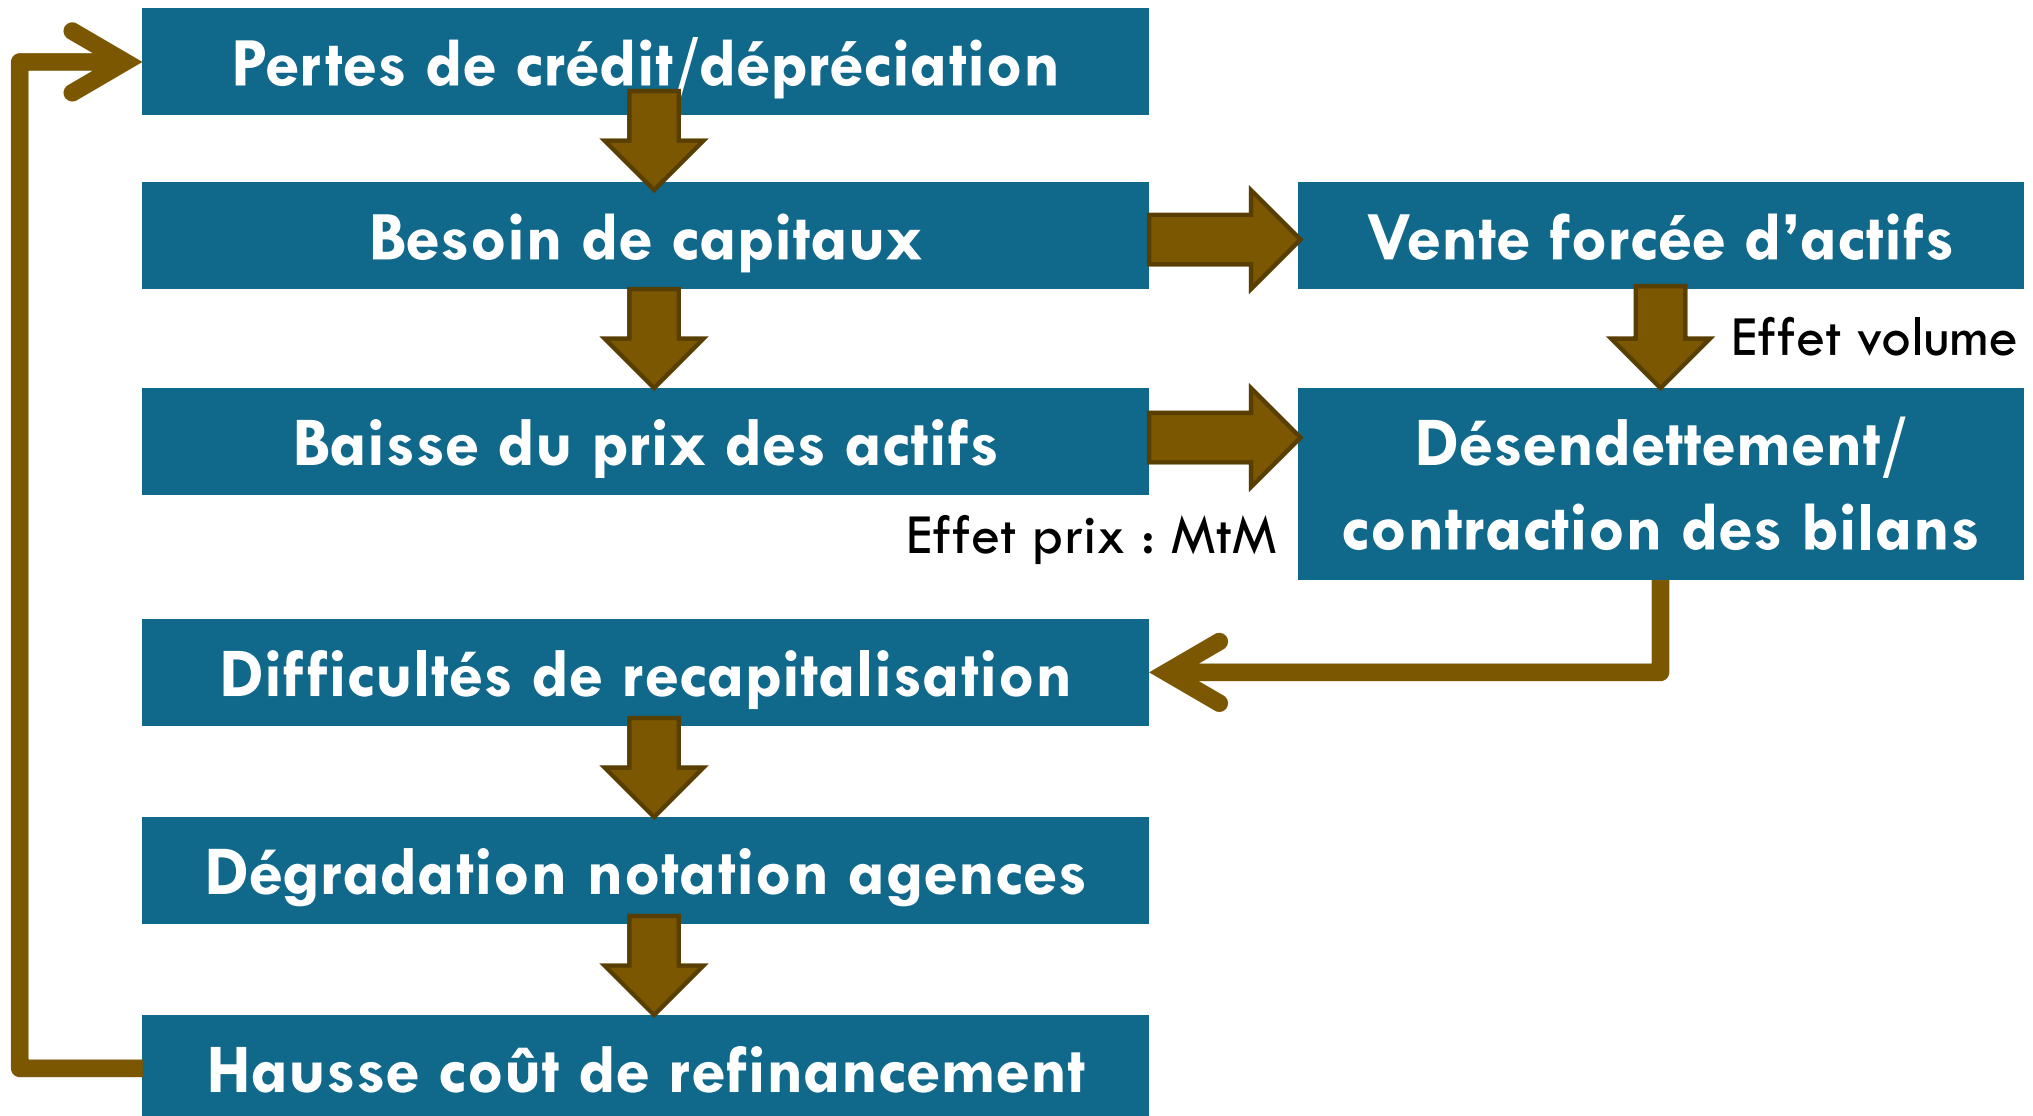 Pertes de crédit/dépréciation
Besoin de capitaux
Vente forcée d’actifs
Effet volume
Baisse du prix des actifs
Désendettement/
contraction des bilans
Effet prix : MtM
Difficultés de recapitalisation
Dégradation notation agences
Hausse coût de refinancement